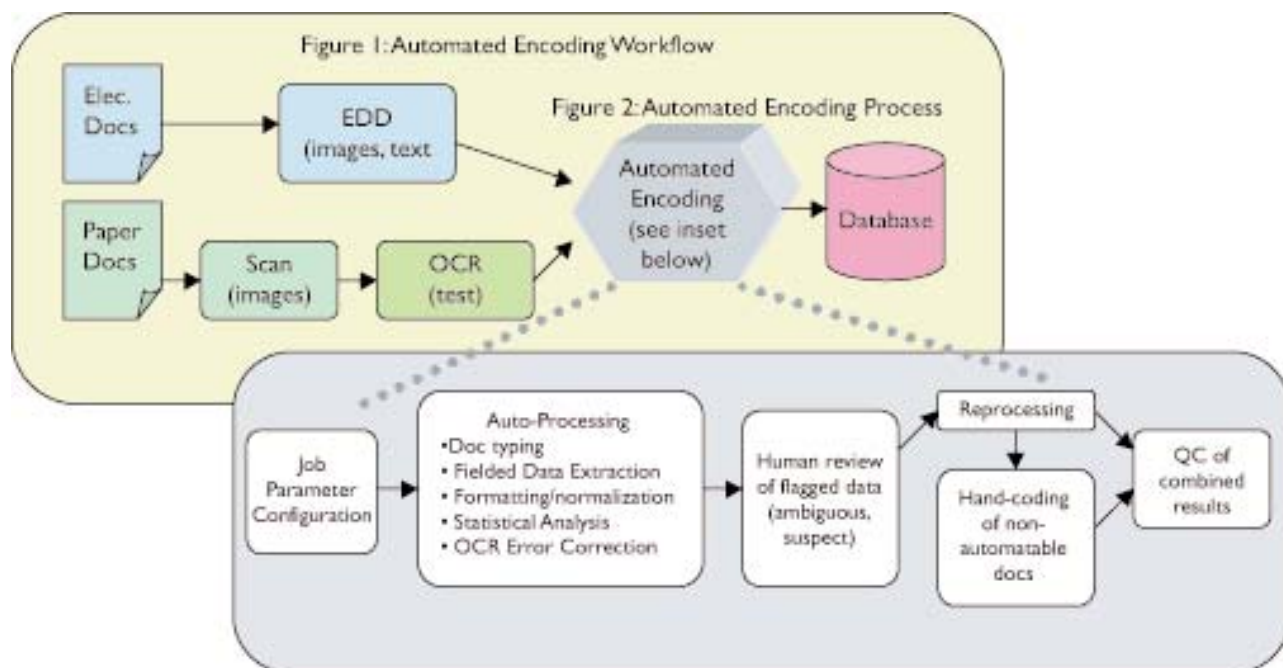 Figure 1: Automated Encoding Workflow
Elec.
Docs
EDD
(images, text
Figure 2: Automated Encoding Process
Automated
Encoding
(see inset
below)
Database
Paper
Docs
Scan
(images)
OCR
(test)
Job
Parameter
Configuration
Auto-Processing
•Doc typing
• Fielded Data Extraction
• Formatting/normalization
• Statistical Analysis
• OCR Error Correction
Human review
of flagged data
(ambiguous,
suspect)
Reprocessing
Hand-coding
of non-
automatable
docs
QC of
combined
results